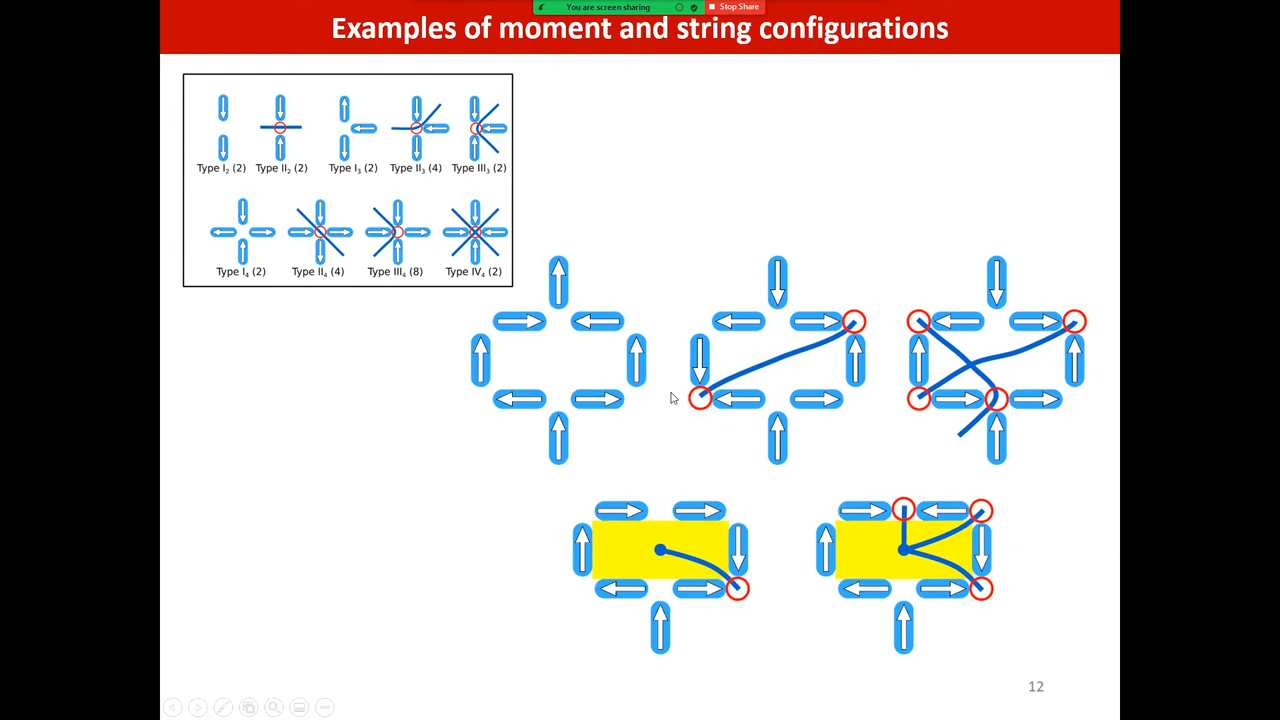 You are screen sharing
Stop Share
Examples of moment and string configurations
Type I₂ (2) Type II₂ (2) Type I₃ (2) Type II₃ (4) Type III₃ (2)
Type I₄ (2) Type II₄ (4) Type III₄ (8) Type IV₄ (2)
12